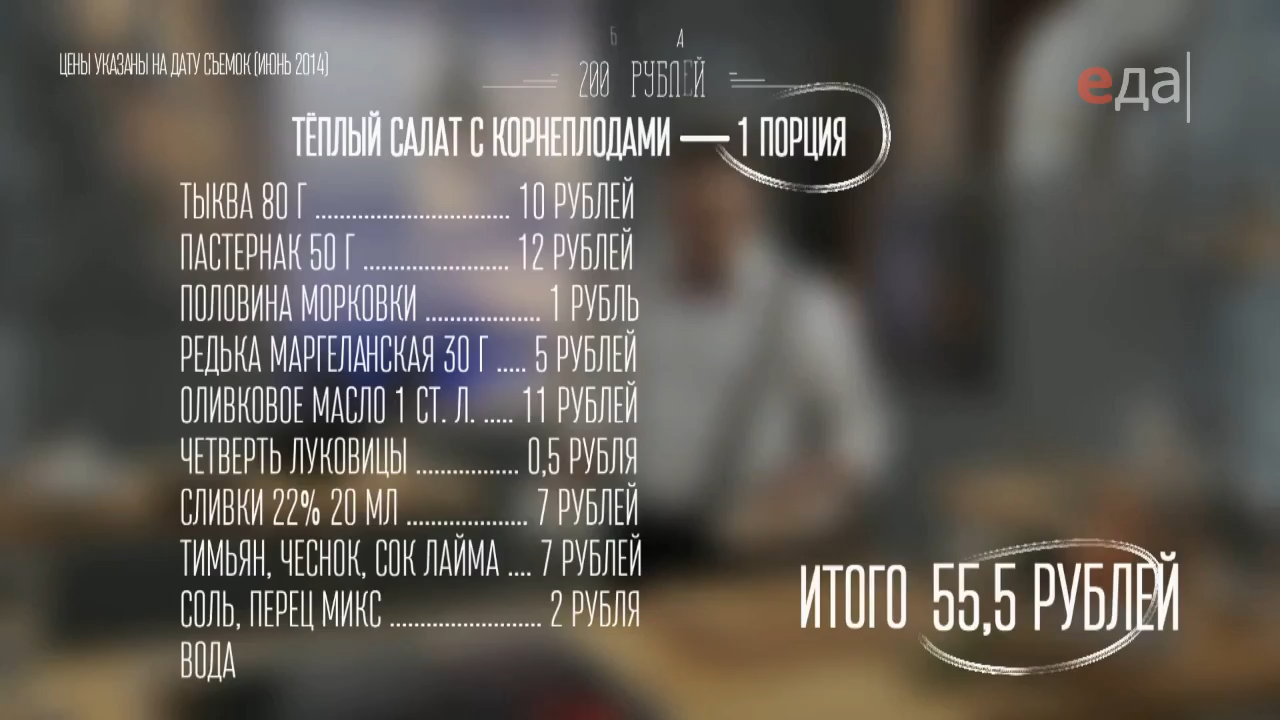 ЦЕНЫ УКАЗАНЫ НА ДАТУ СЪЕМОК (ИЮНЬ 2014)
Б А
200 РУБЛЕЙ
еда
ТЁПЛЫЙ САЛАТ С КОРНЕПЛОДАМИ — 1 ПОРЦИЯ
ТЫКВА 80 Г ................................. 10 РУБЛЕЙ
ПАСТЕРНАК 50 Г ......................... 12 РУБЛЕЙ
ПОЛОВИНА МОРКОВКИ .................... 1 РУБЛЬ
РЕДЬКА МАРГЕЛАНСКАЯ 30 Г ..... 5 РУБЛЕЙ
ОЛИВКОВОЕ МАСЛО 1 СТ. Л. ..... 11 РУБЛЕЙ
ЧЕТВЕРТЬ ЛУКОВИЦЫ .................. 0,5 РУБЛЯ
СЛИВКИ 22% 20 МЛ ..................... 7 РУБЛЕЙ
ТИМЬЯН, ЧЕСНОК, СОК ЛАЙМА .... 7 РУБЛЕЙ
СОЛЬ, ПЕРЕЦ МИКС .......................... 2 РУБЛЯ
ВОДА
ИТОГО 55,5 РУБЛЕЙ